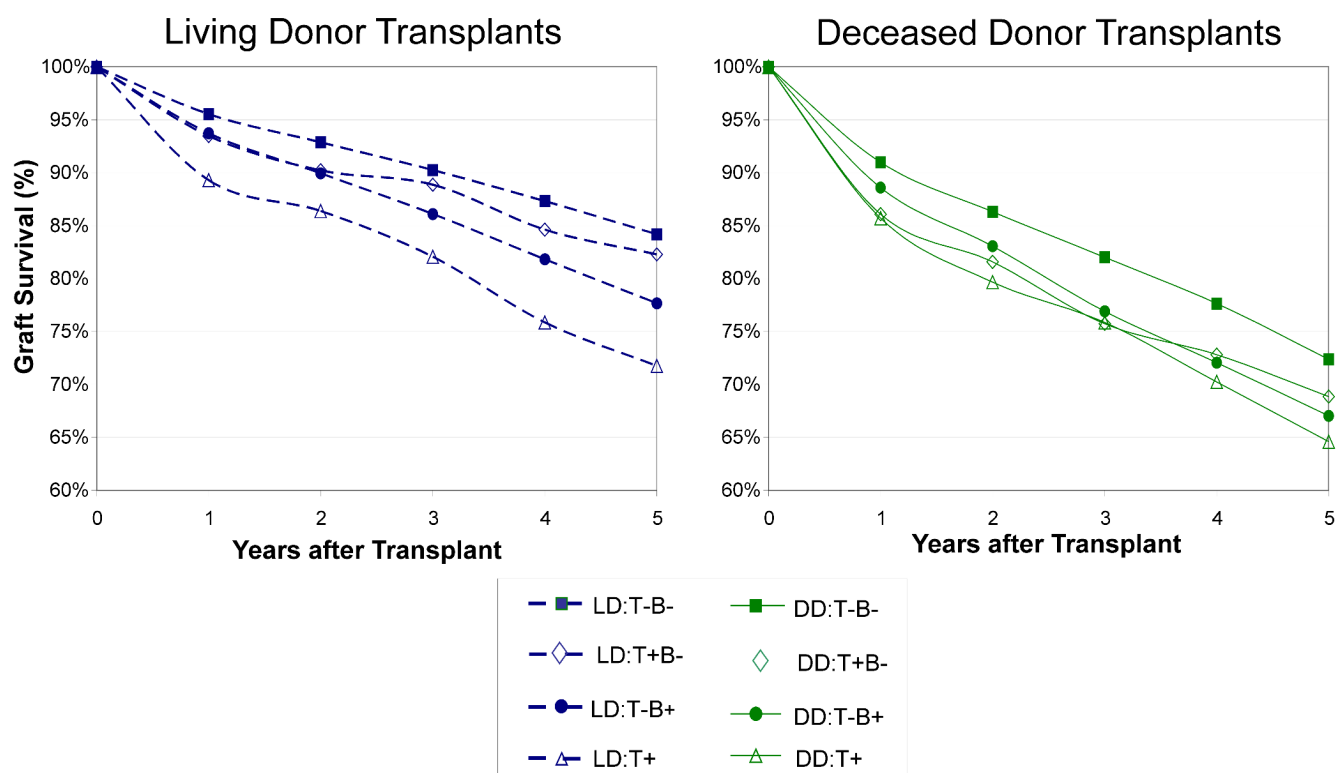 Living Donor Transplants
100%
95%
90%
85%
80%
75%
70%
65%
60%
Graft Survival (%)
0 1 2 3 4 5
Years after Transplant
Deceased Donor Transplants
100%
95%
90%
85%
80%
75%
70%
65%
60%
0 1 2 3 4 5
Years after Transplant
LD:T-B- DD:T-B-
LD:T+B- DD:T+B-
LD:T-B+ DD:T-B+
LD:T+ DD:T+